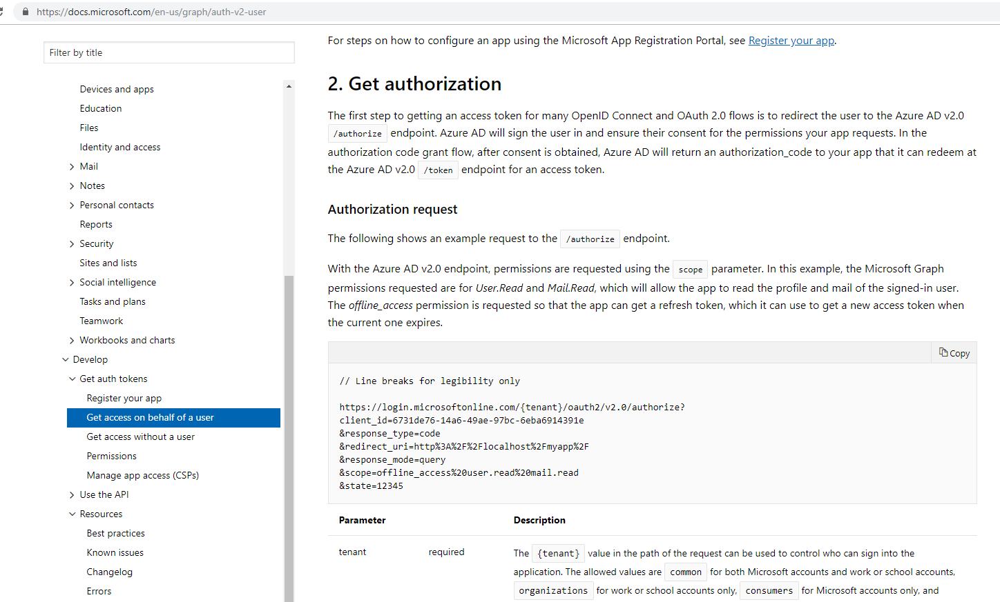 https://docs.microsoft.com/en-us/graph/auth-v2-user
Filter by title
Devices and apps
Education
Files
Identity and access
Mail
Notes
Personal contacts
Reports
Security
Sites and lists
Social intelligence
Tasks and plans
Teamwork
Workbooks and charts
Develop
Get auth tokens
Register your app
Get access on behalf of a user
Get access without a user
Permissions
Manage app access (CSPs)
Use the API
Resources
Best practices
Known issues
Changelog
Errors
For steps on how to configure an app using the Microsoft App Registration Portal, see Register your app.
2. Get authorization
The first step to getting an access token for many OpenID Connect and OAuth 2.0 flows is to redirect the user to the Azure AD v2.0
/authorize endpoint. Azure AD will sign the user in and ensure their consent for the permissions your app requests. In the
authorization code grant flow, after consent is obtained, Azure AD will return an authorization_code to your app that it can redeem at
the Azure AD v2.0 /token endpoint for an access token.
Authorization request
The following shows an example request to the /authorize endpoint.
With the Azure AD v2.0 endpoint, permissions are requested using the scope parameter. In this example, the Microsoft Graph
permissions requested are for User.Read and Mail.Read, which will allow the app to read the profile and mail of the signed-in user.
The offline_access permission is requested so that the app can get a refresh token, which it can use to get a new access token when
the current one expires.
Copy
// Line breaks for legibility only
https://login.microsoftonline.com/{tenant}/oauth2/v2.0/authorize?
client_id=6731de76-14a6-49ae-97bc-6eba6914391e
&response_type=code
&redirect_uri=http%3A%2F%2Flocalhost%2Fmyapp%2F
&response_mode=query
&scope=offline_access%20user.read%20mail.read
&state=12345
Parameter Description
tenant required The {tenant} value in the path of the request can be used to control who can sign into the
application. The allowed values are common for both Microsoft accounts and work or school accounts,
organizations for work or school accounts only, consumers for Microsoft accounts only, and